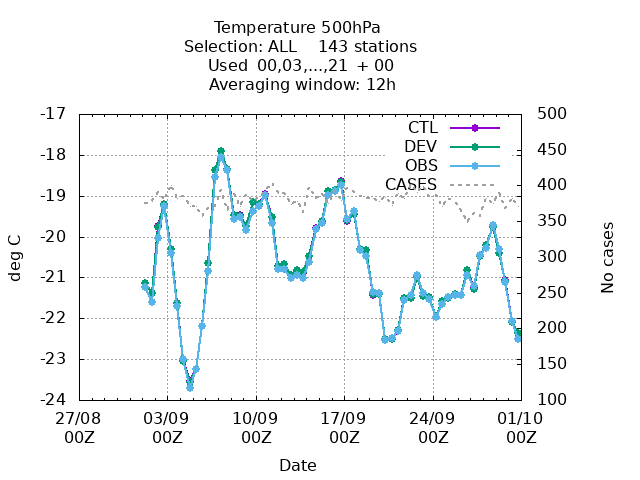 Temperature 500hPa
Selection: ALL    143 stations
Used  00,03,...,21  + 00
Averaging window: 12h
-17
-18
-19
-20
-21
-22
-23
-24
500
450
400
350
300
250
200
150
100
CTL
DEV
OBS
CASES
deg C
No cases
27/08 03/09 10/09 17/09 24/09 01/10
00Z 00Z 00Z 00Z 00Z 00Z
Date